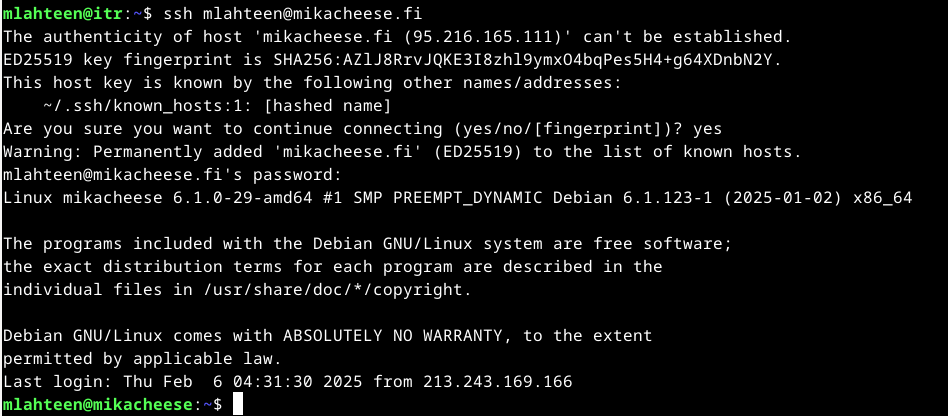 mlahteen@itr:~$ ssh mlahteen@mikacheese.fi
The authenticity of host 'mikacheese.fi (95.216.165.111)' can't be established.
ED25519 key fingerprint is SHA256:AZlJ8RrvJQKE3I8zhl9ymxO4bqPes5H4+g64XDnbN2Y.
This host key is known by the following other names/addresses:
    ~/.ssh/known_hosts:1: [hashed name]
Are you sure you want to continue connecting (yes/no/[fingerprint])? yes
Warning: Permanently added 'mikacheese.fi' (ED25519) to the list of known hosts.
mlahteen@mikacheese.fi's password:
Linux mikacheese 6.1.0-29-amd64 #1 SMP PREEMPT_DYNAMIC Debian 6.1.123-1 (2025-01-02) x86_64

The programs included with the Debian GNU/Linux system are free software;
the exact distribution terms for each program are described in the
individual files in /usr/share/doc/*/copyright.

Debian GNU/Linux comes with ABSOLUTELY NO WARRANTY, to the extent
permitted by applicable law.
Last login: Thu Feb  6 04:31:30 2025 from 213.243.169.166
mlahteen@mikacheese:~$